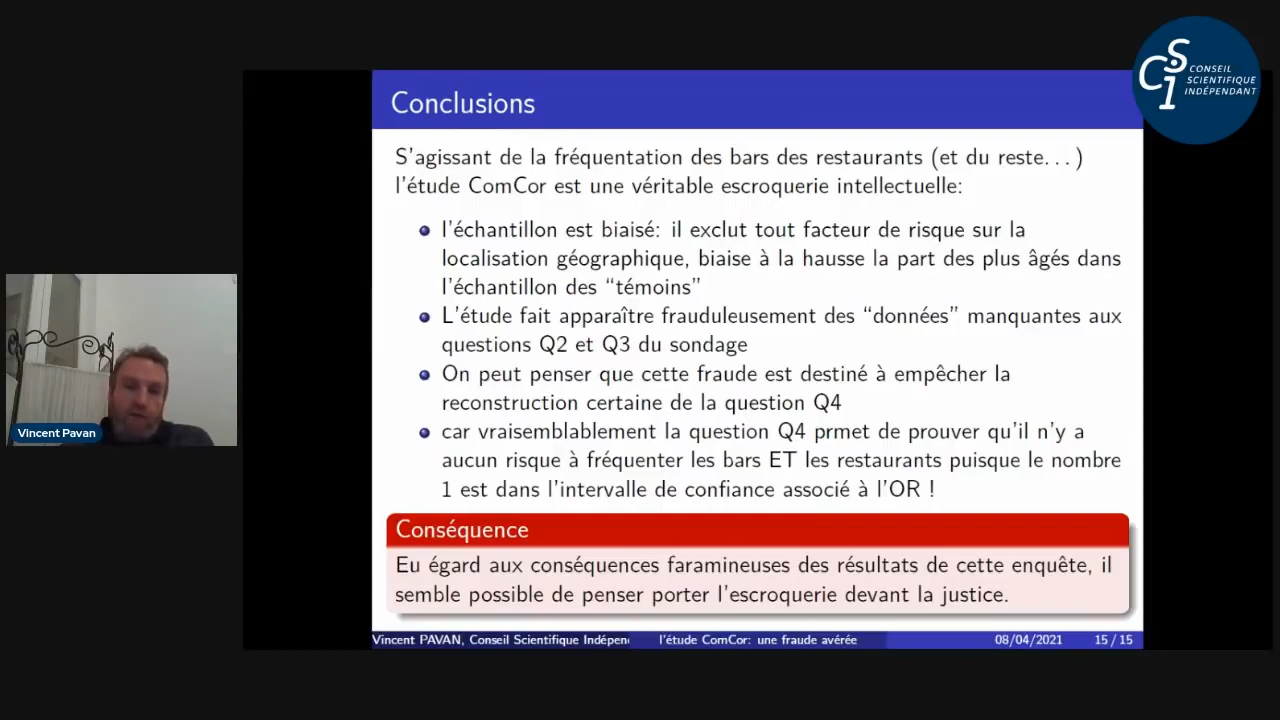 CSI CONSEIL
SCIENTIFIQUE
INDÉPENDANT
Conclusions
S'agissant de la fréquentation des bars des restaurants (et du reste...)
l'étude ComCor est une véritable escroquerie intellectuelle:
l'échantillon est biaisé: il exclut tout facteur de risque sur la
localisation géographique, biaise à la hausse la part des plus âgés dans
l'échantillon des “témoins”
L'étude fait apparaître frauduleusement des “données” manquantes aux
questions Q2 et Q3 du sondage
On peut penser que cette fraude est destiné à empêcher la
reconstruction certaine de la question Q4
car vraisemblablement la question Q4 prmet de prouver qu'il n'y a
aucun risque à fréquenter les bars ET les restaurants puisque le nombre
1 est dans l'intervalle de confiance associé à l'OR !
Conséquence
Eu égard aux conséquences faramineuses des résultats de cette enquête, il
semble possible de penser porter l'escroquerie devant la justice.
Vincent PAVAN, Conseil Scientifique Indépen l'étude ComCor: une fraude avérée 08/04/2021 15 / 15
Vincent Pavan